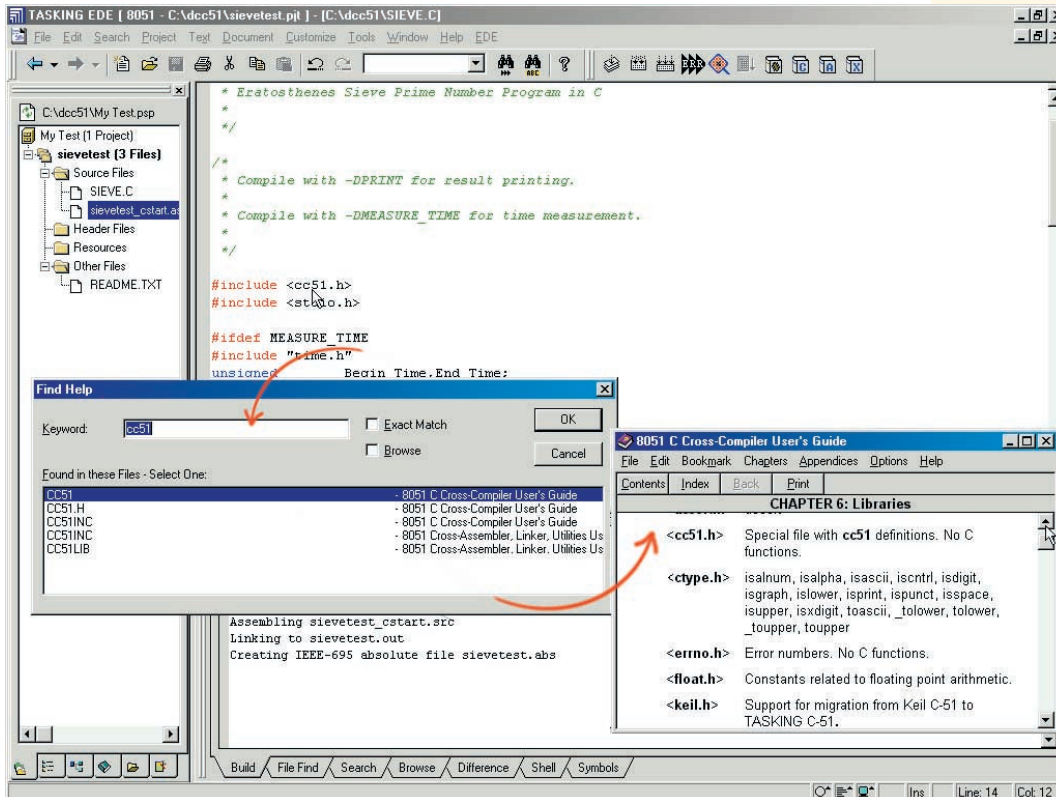 TASKING EDE [ 8051 - C:\dcc51\sievetest.pjt ] - [C:\dcc51\SIEVE.C]
File Edit Search Project Text Document Customize Tools Window Help EDE
C:\dcc51\My Test.psp
My Test (1 Project)
sievetest (3 Files)
Source Files
SIEVE.C
sievetest_cstart.as
Header Files
Resources
Other Files
README.TXT
* Eratosthenes Sieve Prime Number Program in C
*
*/
/*
* Compile with -DPRINT for result printing.
*
* Compile with -DMEASURE_TIME for time measurement.
*
*/
#include <cc51.h>
#include <stdio.h>
#ifdef MEASURE_TIME
#include "time.h"
unsigned Begin_Time,End_Time;
Find Help
Keyword: cc51
Exact Match
Browse
OK
Cancel
Found in these Files - Select One:
CC51 - 8051 C Cross-Compiler User's Guide
CC51.H - 8051 C Cross-Compiler User's Guide
CC51INC - 8051 C Cross-Compiler User's Guide
CC51INC - 8051 Cross-Assembler, Linker, Utilities Us
CC51LIB - 8051 Cross-Assembler, Linker, Utilities Us
8051 C Cross-Compiler User's Guide
File Edit Bookmark Chapters Appendices Options Help
Contents Index Back Print
CHAPTER 6: Libraries
<cc51.h> Special file with cc51 definitions. No C
functions.
<ctype.h> isalnum, isalpha, isascii, iscntrl, isdigit,
isgraph, islower, isprint, ispunct, isspace,
isupper, isxdigit, toascii, _tolower, tolower,
_toupper, toupper
<errno.h> Error numbers. No C functions.
<float.h> Constants related to floating point arithmetic.
<keil.h> Support for migration from Keil C-51 to
TASKING C-51.
Assembling sievetest_cstart.src
Linking to sievetest.out
Creating IEEE-695 absolute file sievetest.abs
Build File Find Search Browse Difference Shell Symbols
Ins Line: 14 Col: 12